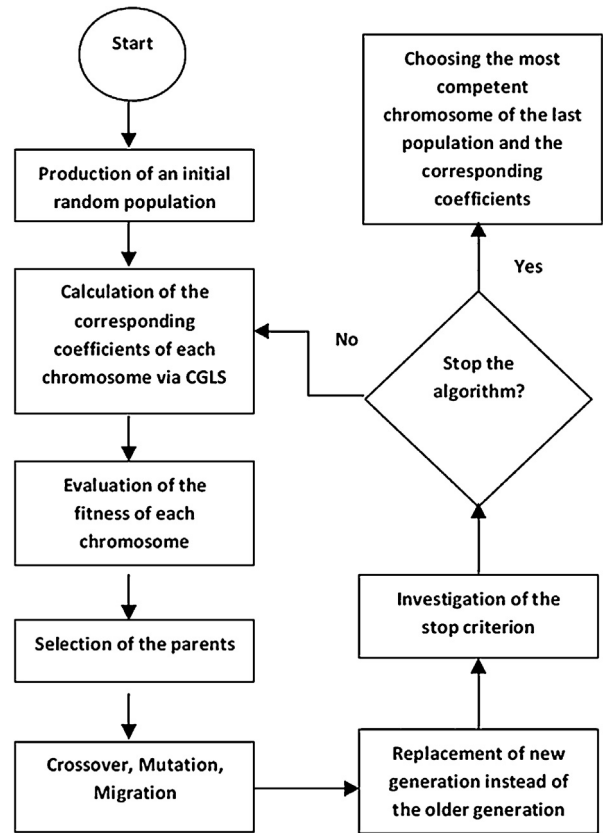 Start
Production of an initial
random population
Calculation of the
corresponding
coefficients of each
chromosome via CGLS
Evaluation of the
fitness of each
chromosome
Selection of the parents
Crossover, Mutation,
Migration
Replacement of new
generation instead of
the older generation
Investigation of the
stop criterion
Stop the
algorithm?
No
Yes
Choosing the most
competent
chromosome of the last
population and the
corresponding
coefficients